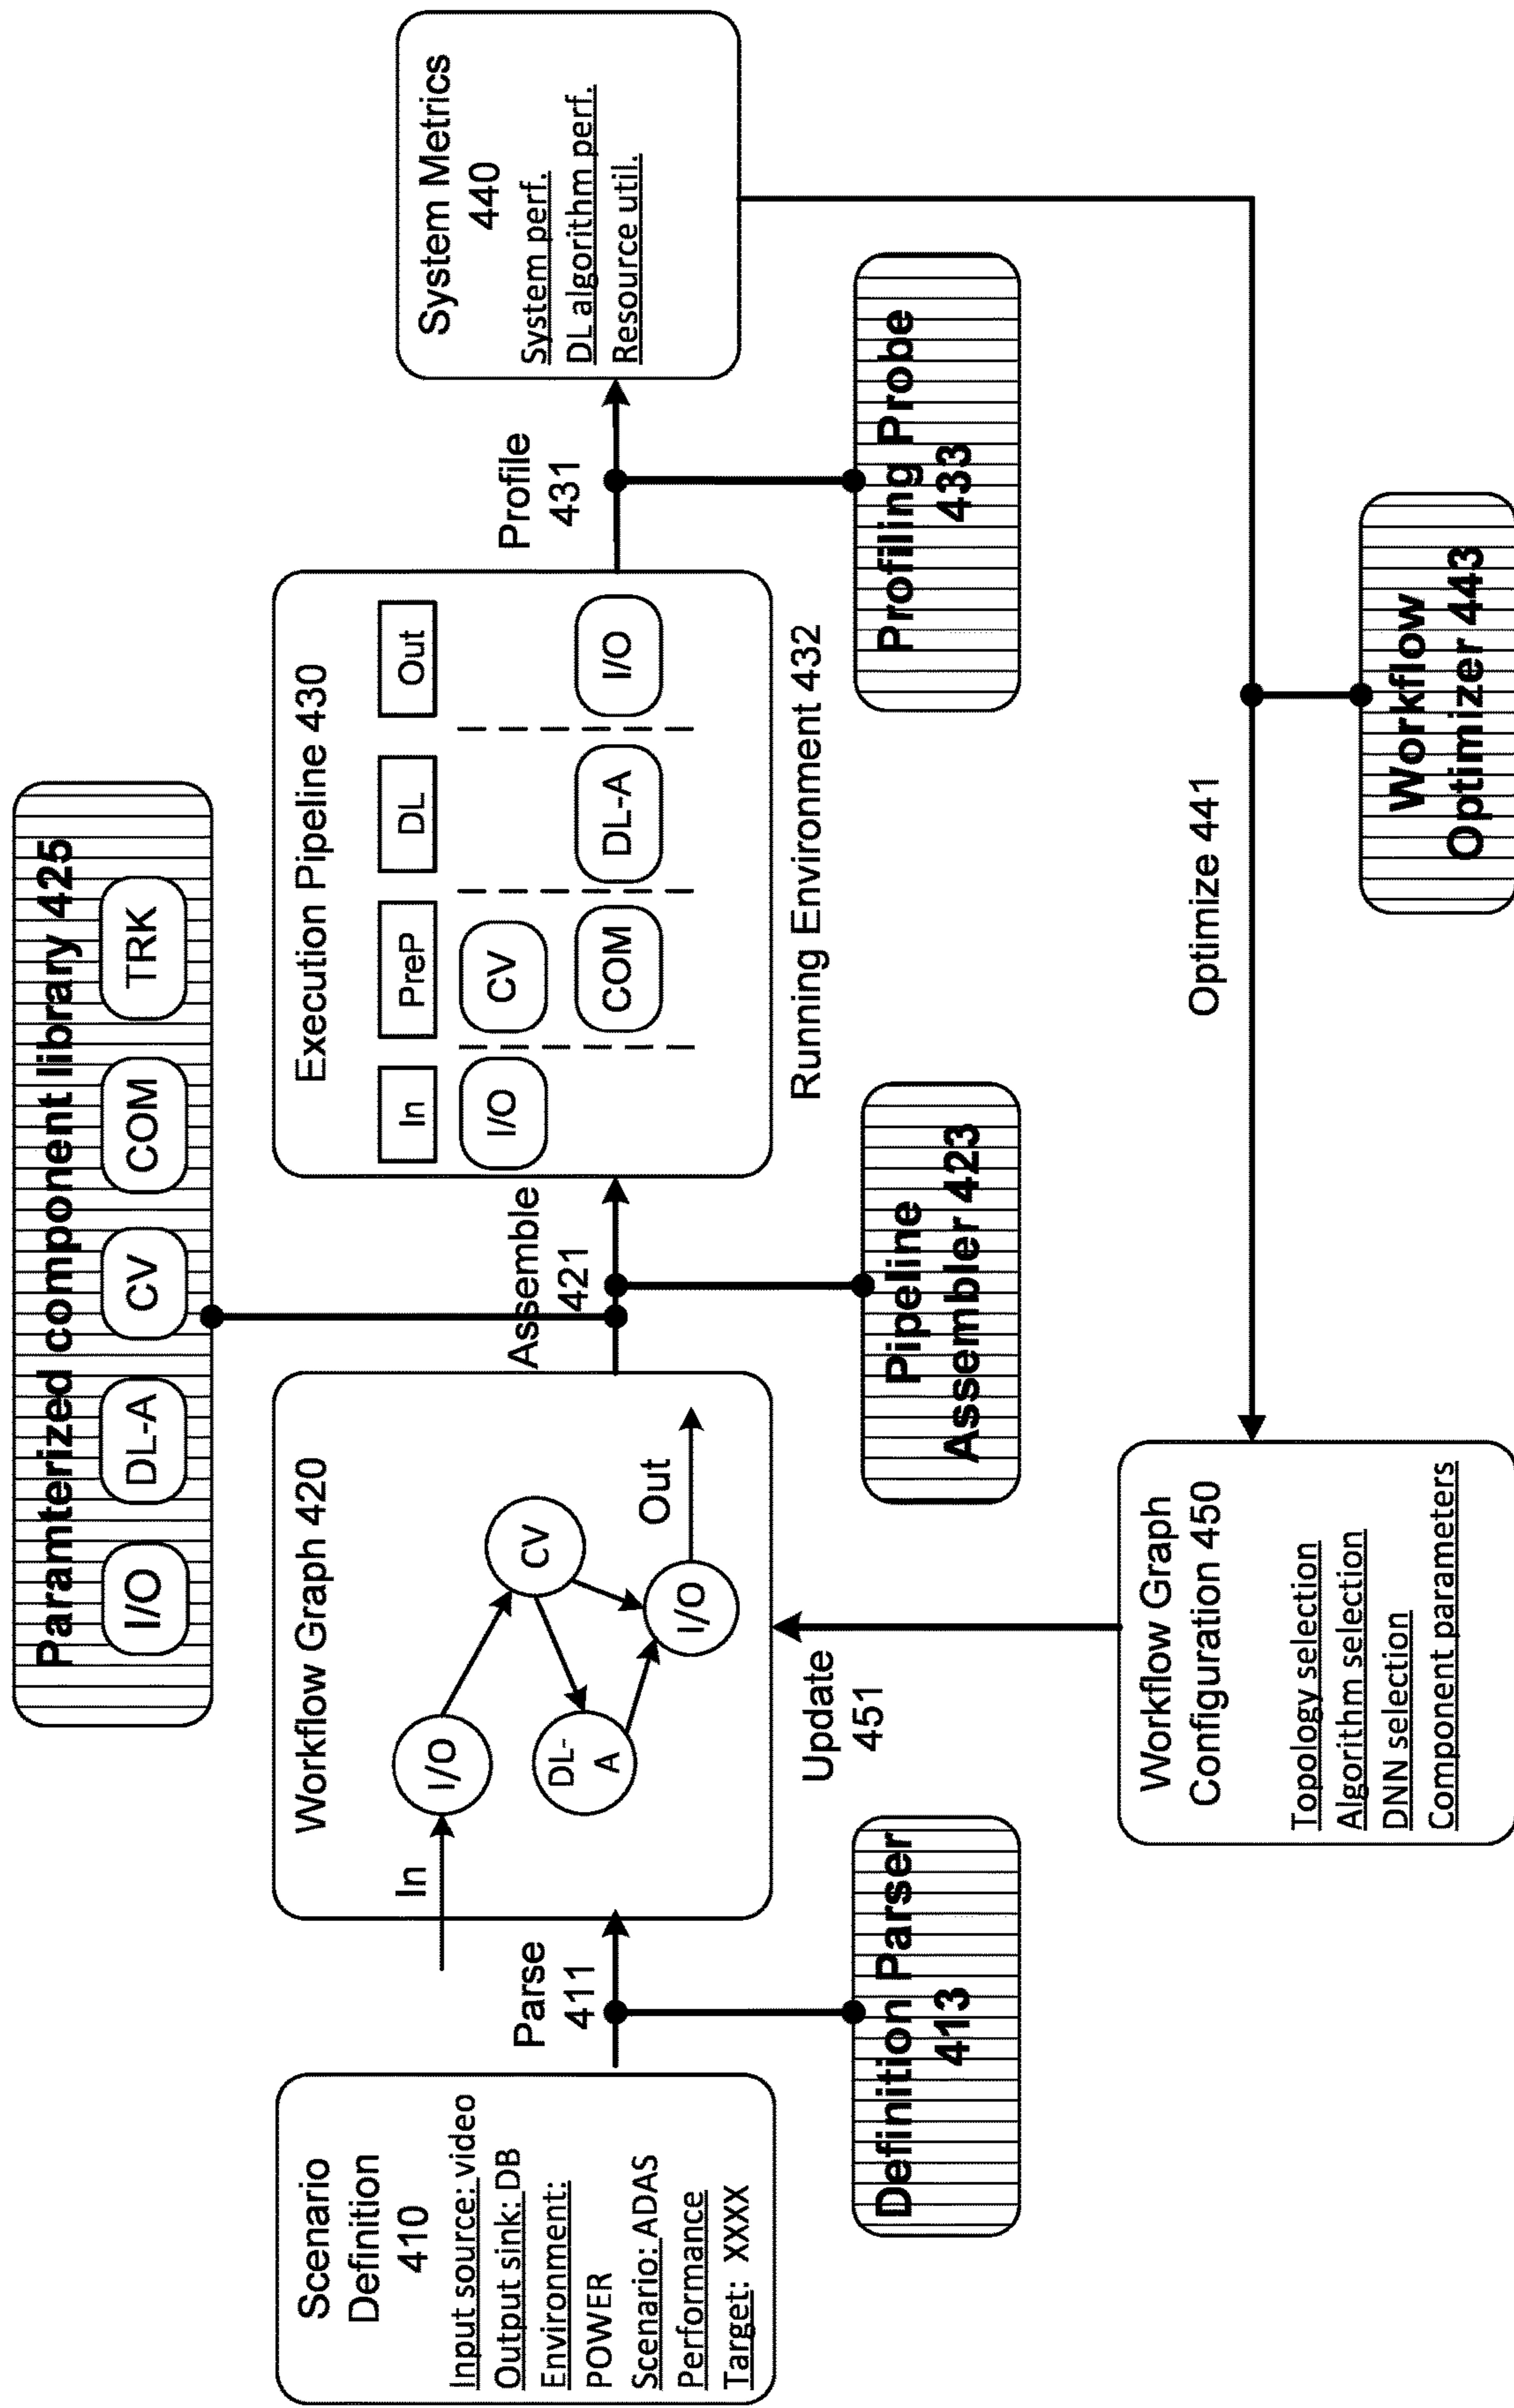 Paramterized component library 425
I/O
DL-A
CV
COM
TRK
Scenario
Definition
410
Input source: video
Output sink: DB
Environment:
POWER
Scenario: ADAS
Performance
Target: XXXX
Parse
411
Definition Parser
413
Workflow Graph 420
In
I/O
CV
DL-
A
I/O
Out
Assemble
421
Pipeline
Assembler 423
Execution Pipeline 430
In
PreP
DL
Out
I/O
CV
COM
DL-A
I/O
Running Environment 432
Profile
431
Profiling Probe
433
System Metrics
440
System perf.
DL algorithm perf.
Resource util.
Optimize 441
Workflow
Optimizer 443
Update
451
Workflow Graph
Configuration 450
Topology selection
Algorithm selection
DNN selection
Component parameters